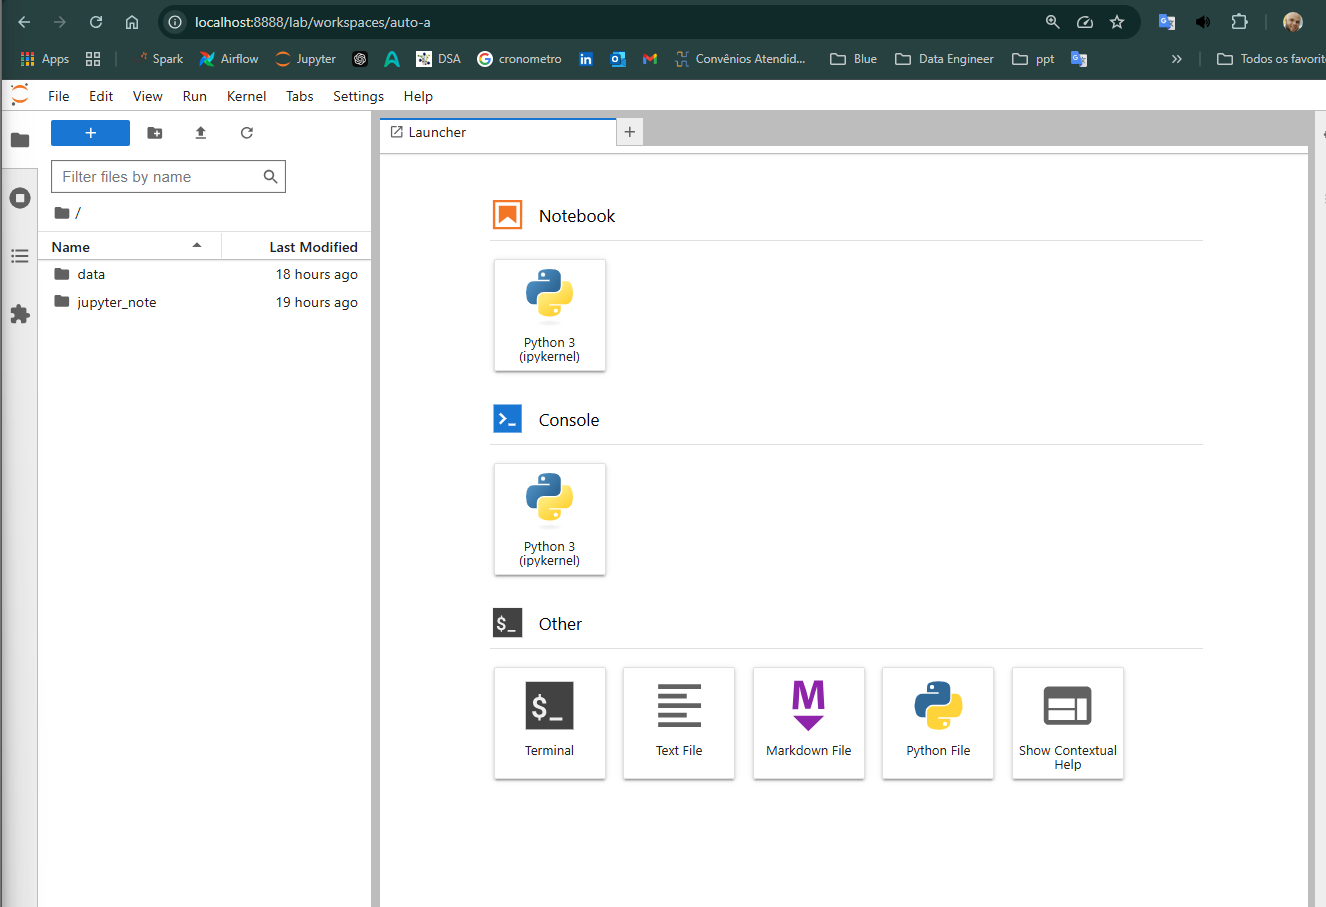 localhost:8888/lab/workspaces/auto-a
Apps Spark Airflow Jupyter DSA cronometro Convênios Atendid... Blue Data Engineer ppt Todos os favorit
File Edit View Run Kernel Tabs Settings Help
Launcher
Filter files by name
/
Name Last Modified
data 18 hours ago
jupyter_note 19 hours ago
Notebook
Python 3
(ipykernel)
Console
Python 3
(ipykernel)
$_ Other
$_
Terminal
Text File
Markdown File
Python File
Show Contextual
Help